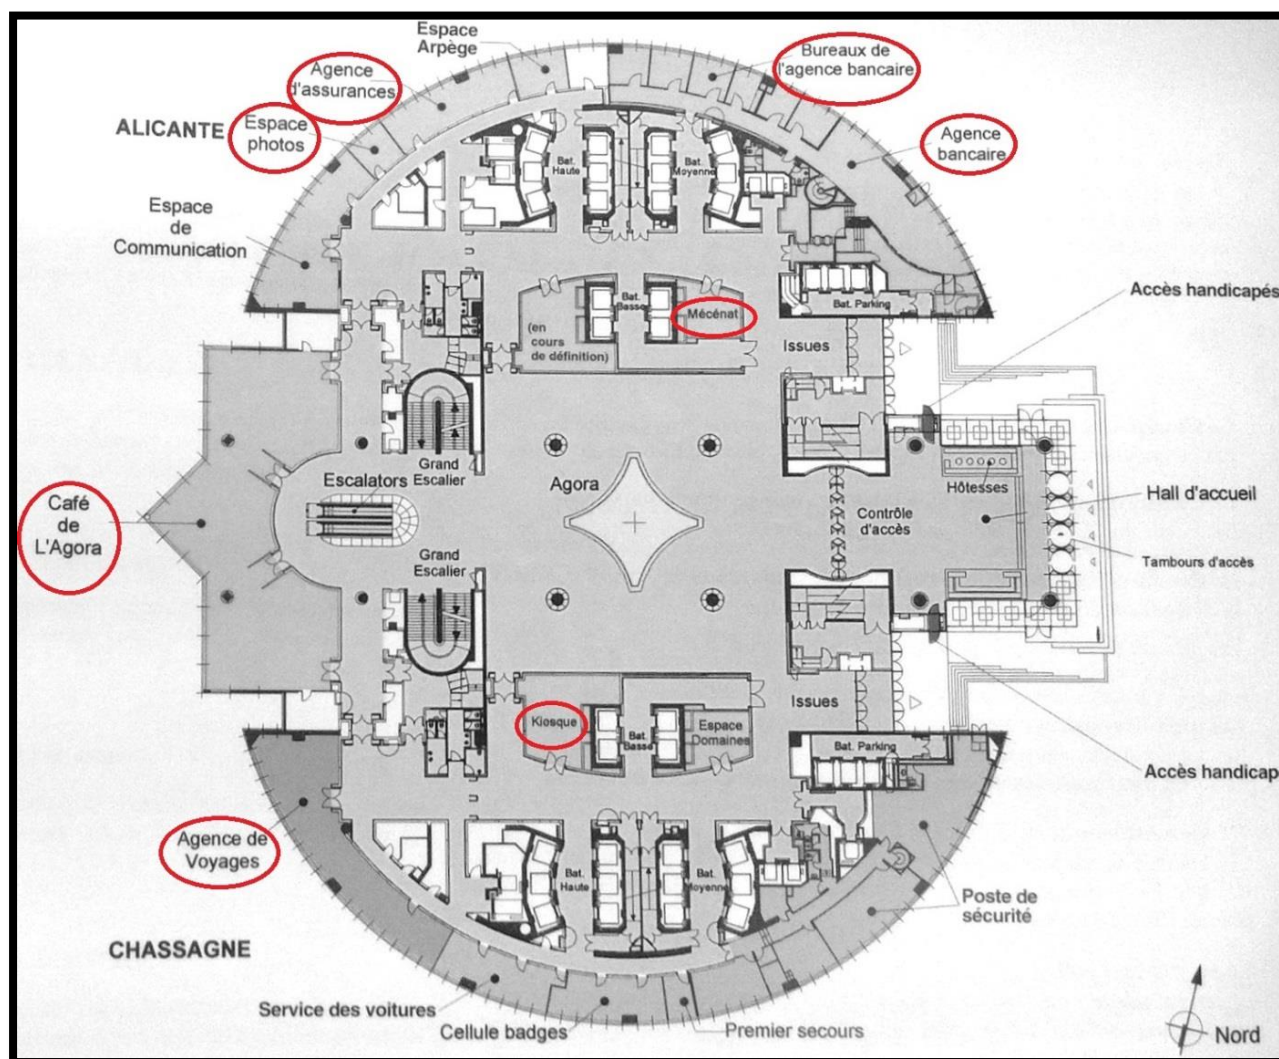 Espace
Arpège
Bureaux de
l'agence bancaire
Agence
d'assurances
ALICANTE
Espace
photos
Agence
bancaire
Bat.
Haute
Bat.
Moyenne
Espace
de
Communication
Accès handicapés
Bat.
Basse
Mécénat
Bat. Parking
(en
cours
de définition)
Issues
Grand
Escalier
Escalators
Agora
Hôtesses
Hall d'accueil
Contrôle
d'accès
Café
de
L'Agora
Tambours d'accès
Grand
Escalier
Issues
Kiosque
Bat.
Basse
Espace
Domaines
Bat. Parking
Accès handicap
Agence de
Voyages
Bat.
Haute
Bat.
Moyenne
Poste de
sécurité
CHASSAGNE
Service des voitures
Cellule badges
Premier secours
Nord